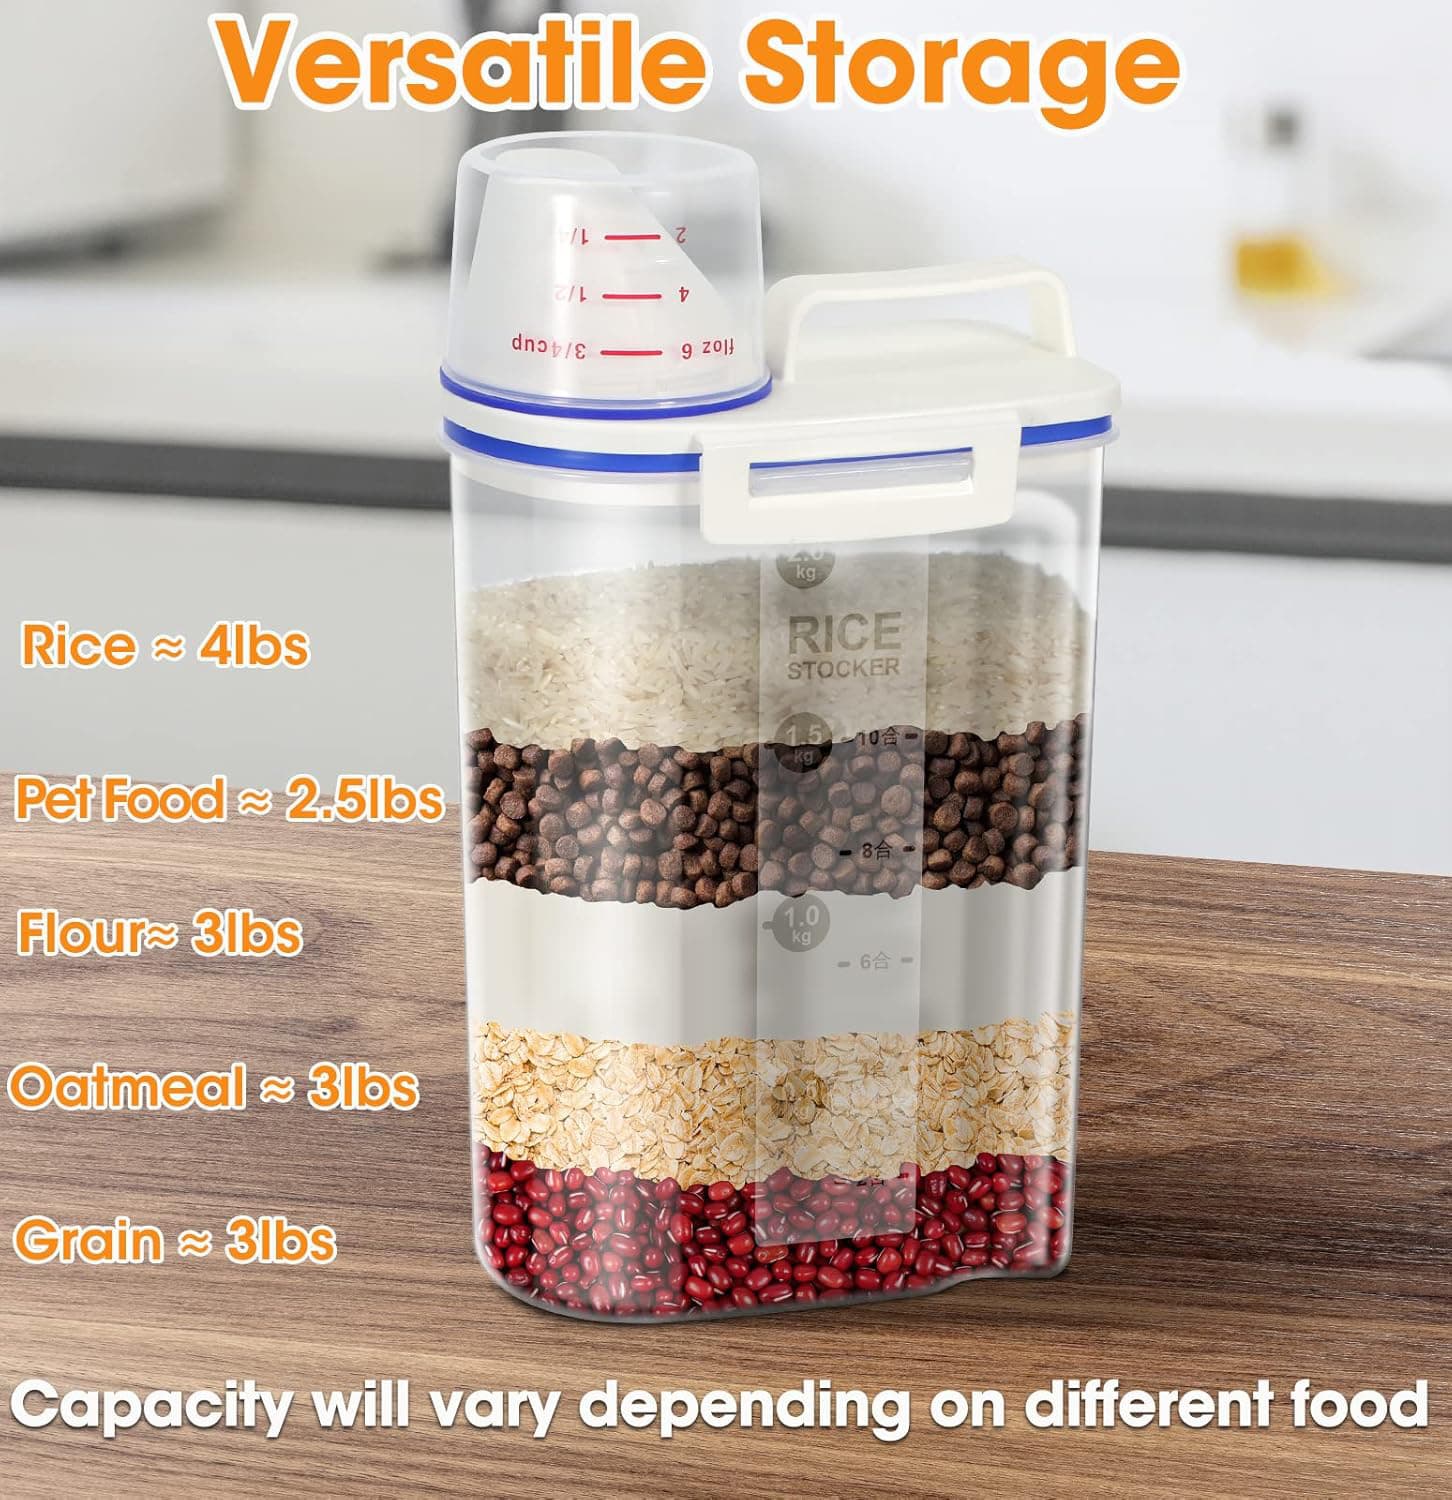 Versatile Storage
1/4 2
1/2 4
3/4cup floz 6
2.0
kg
RICE
STOCKER
Rice ≈ 4lbs
1.5
kg
10合
Pet Food ≈ 2.5lbs
8合
1.0
kg
Flour≈ 3lbs
6合
Oatmeal ≈ 3lbs
2合
Grain ≈ 3lbs
Capacity will vary depending on different food